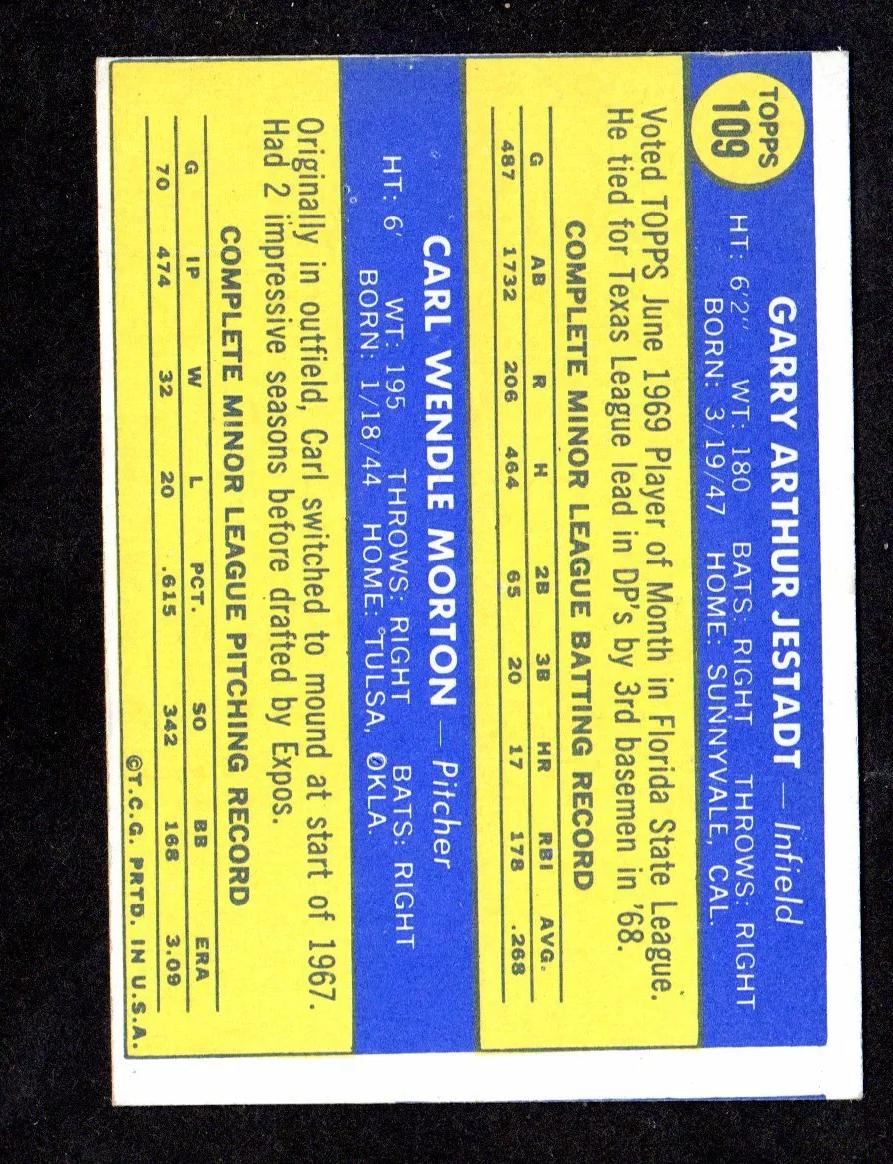 TOPPS
109
GARRY ARTHUR JESTADT — Infield
HT: 6'2" WT: 180 BATS: RIGHT THROWS: RIGHT
BORN: 3/19/47 HOME: SUNNYVALE, CAL.
Voted TOPPS June 1969 Player of Month in Florida State League.
He tied for Texas League lead in DP's by 3rd basemen in '68.
COMPLETE MINOR LEAGUE BATTING RECORD
G AB R H 2B 3B HR RBI AVG.
487 1732 206 464 65 20 17 178 .268
CARL WENDLE MORTON — Pitcher
HT: 6' WT: 195 THROWS: RIGHT BATS: RIGHT
BORN: 1/18/44 HOME: TULSA, OKLA.
Originally in outfield, Carl switched to mound at start of 1967.
Had 2 impressive seasons before drafted by Expos.
COMPLETE MINOR LEAGUE PITCHING RECORD
G IP W L PCT. SO BB ERA
70 474 32 20 .615 342 168 3.09
©T.C.G. PRTD. IN U.S.A.